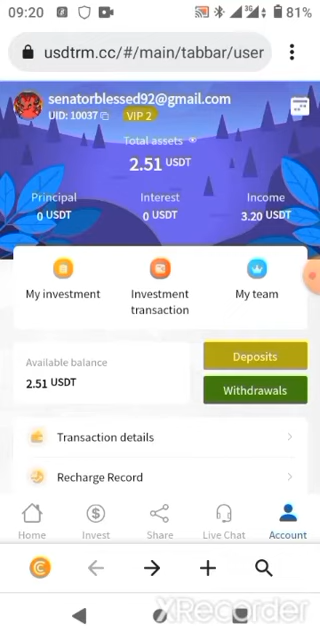 09:20
3G
81%
usdtrm.cc/#/main/tabbar/user
senatorblessed92@gmail.com
UID: 10037 VIP 2
Total assets
2.51 USDT
Principal Interest Income
0 USDT 0 USDT 3.20 USDT
My investment Investment transaction My team
Available balance
2.51 USDT
Deposits
Withdrawals
Transaction details
Recharge Record
Home Invest Share Live Chat Account
XRecorder